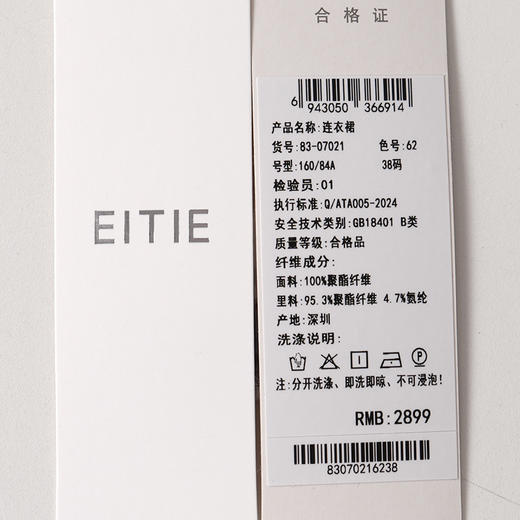 EITIE
合格证
6 943050 366914
产品名称:连衣裙
货号:83-07021 色号:62
号型:160/84A 38码
检验员:01
执行标准:Q/ATA005-2024
安全技术类别:GB18401 B类
质量等级:合格品
纤维成分:
面料:100%聚酯纤维
里料:95.3%聚酯纤维 4.7%氨纶
产地:深圳
洗涤说明:
P
注:分开洗涤、即洗即晾、不可浸泡!
RMB:2899
83070216238